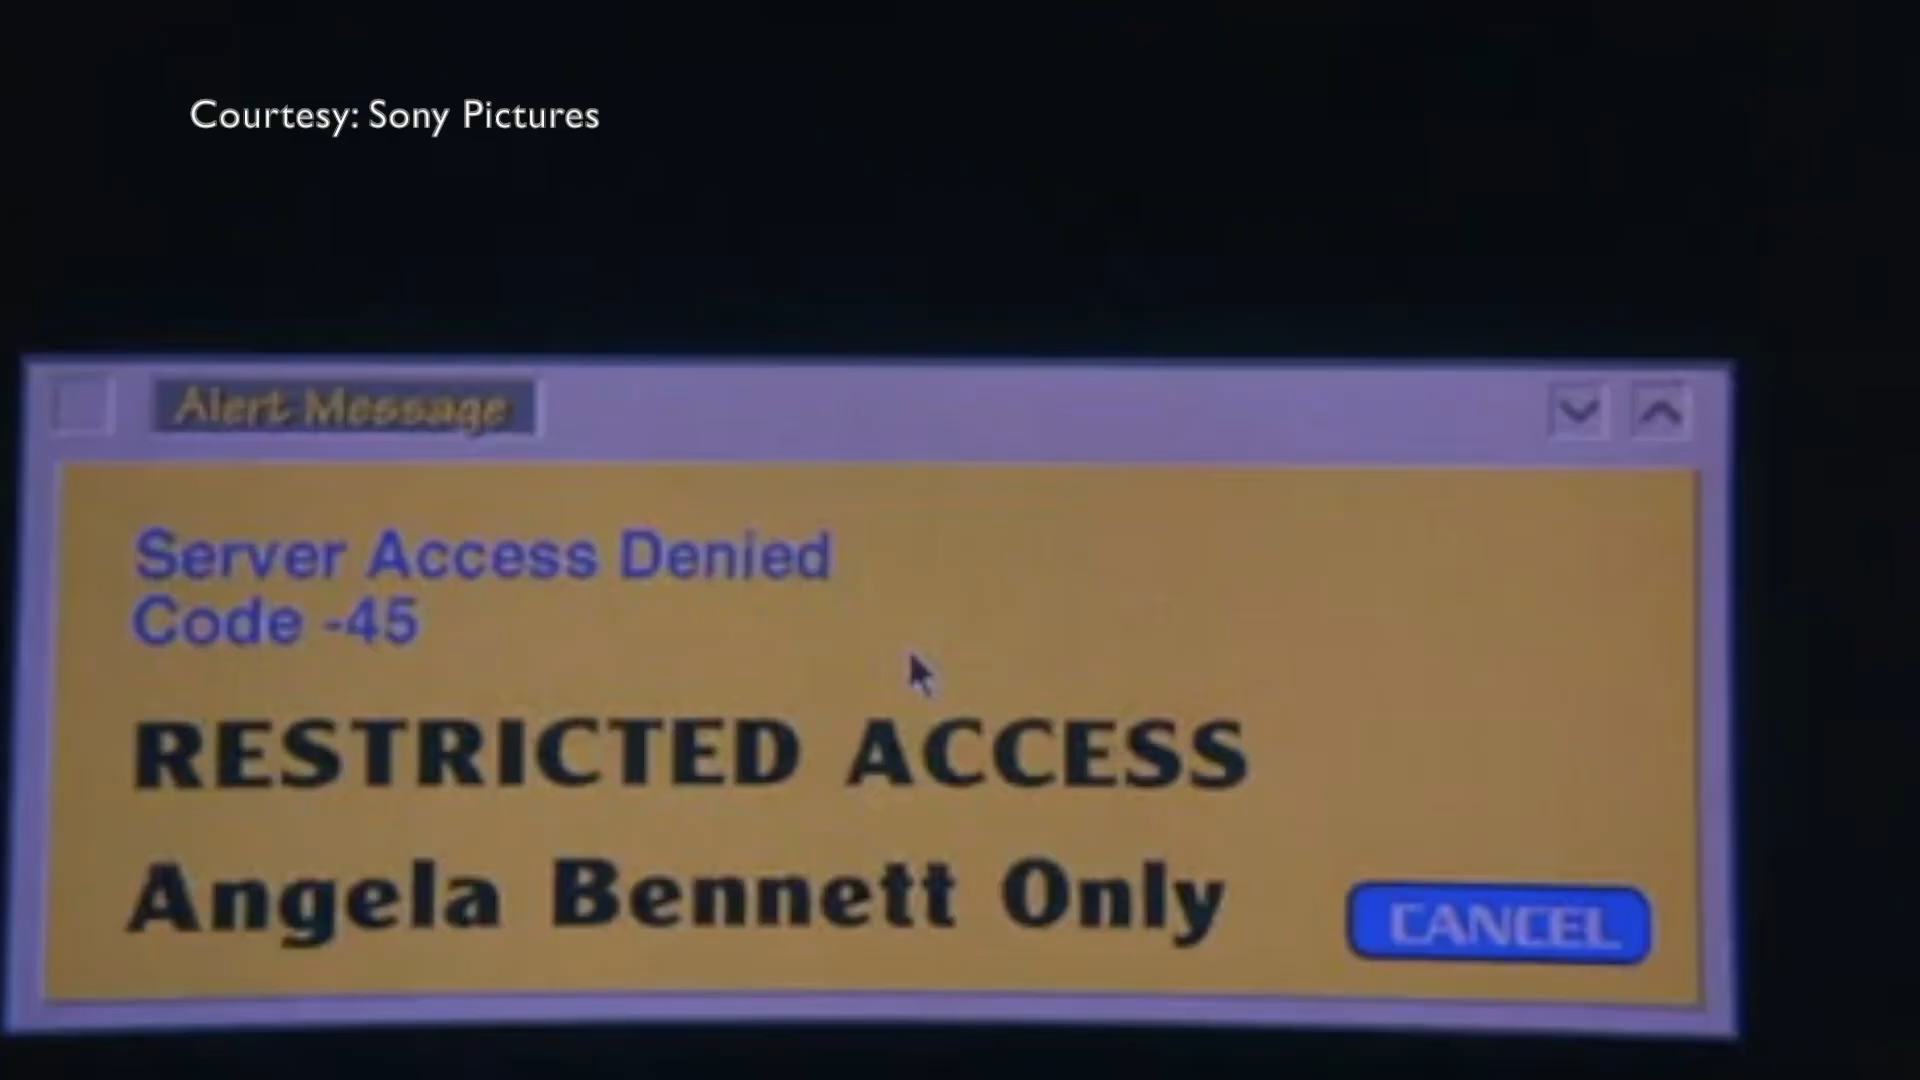 Courtesy: Sony Pictures
Alert Message
Server Access Denied
Code -45
RESTRICTED ACCESS
Angela Bennett Only
CANCEL